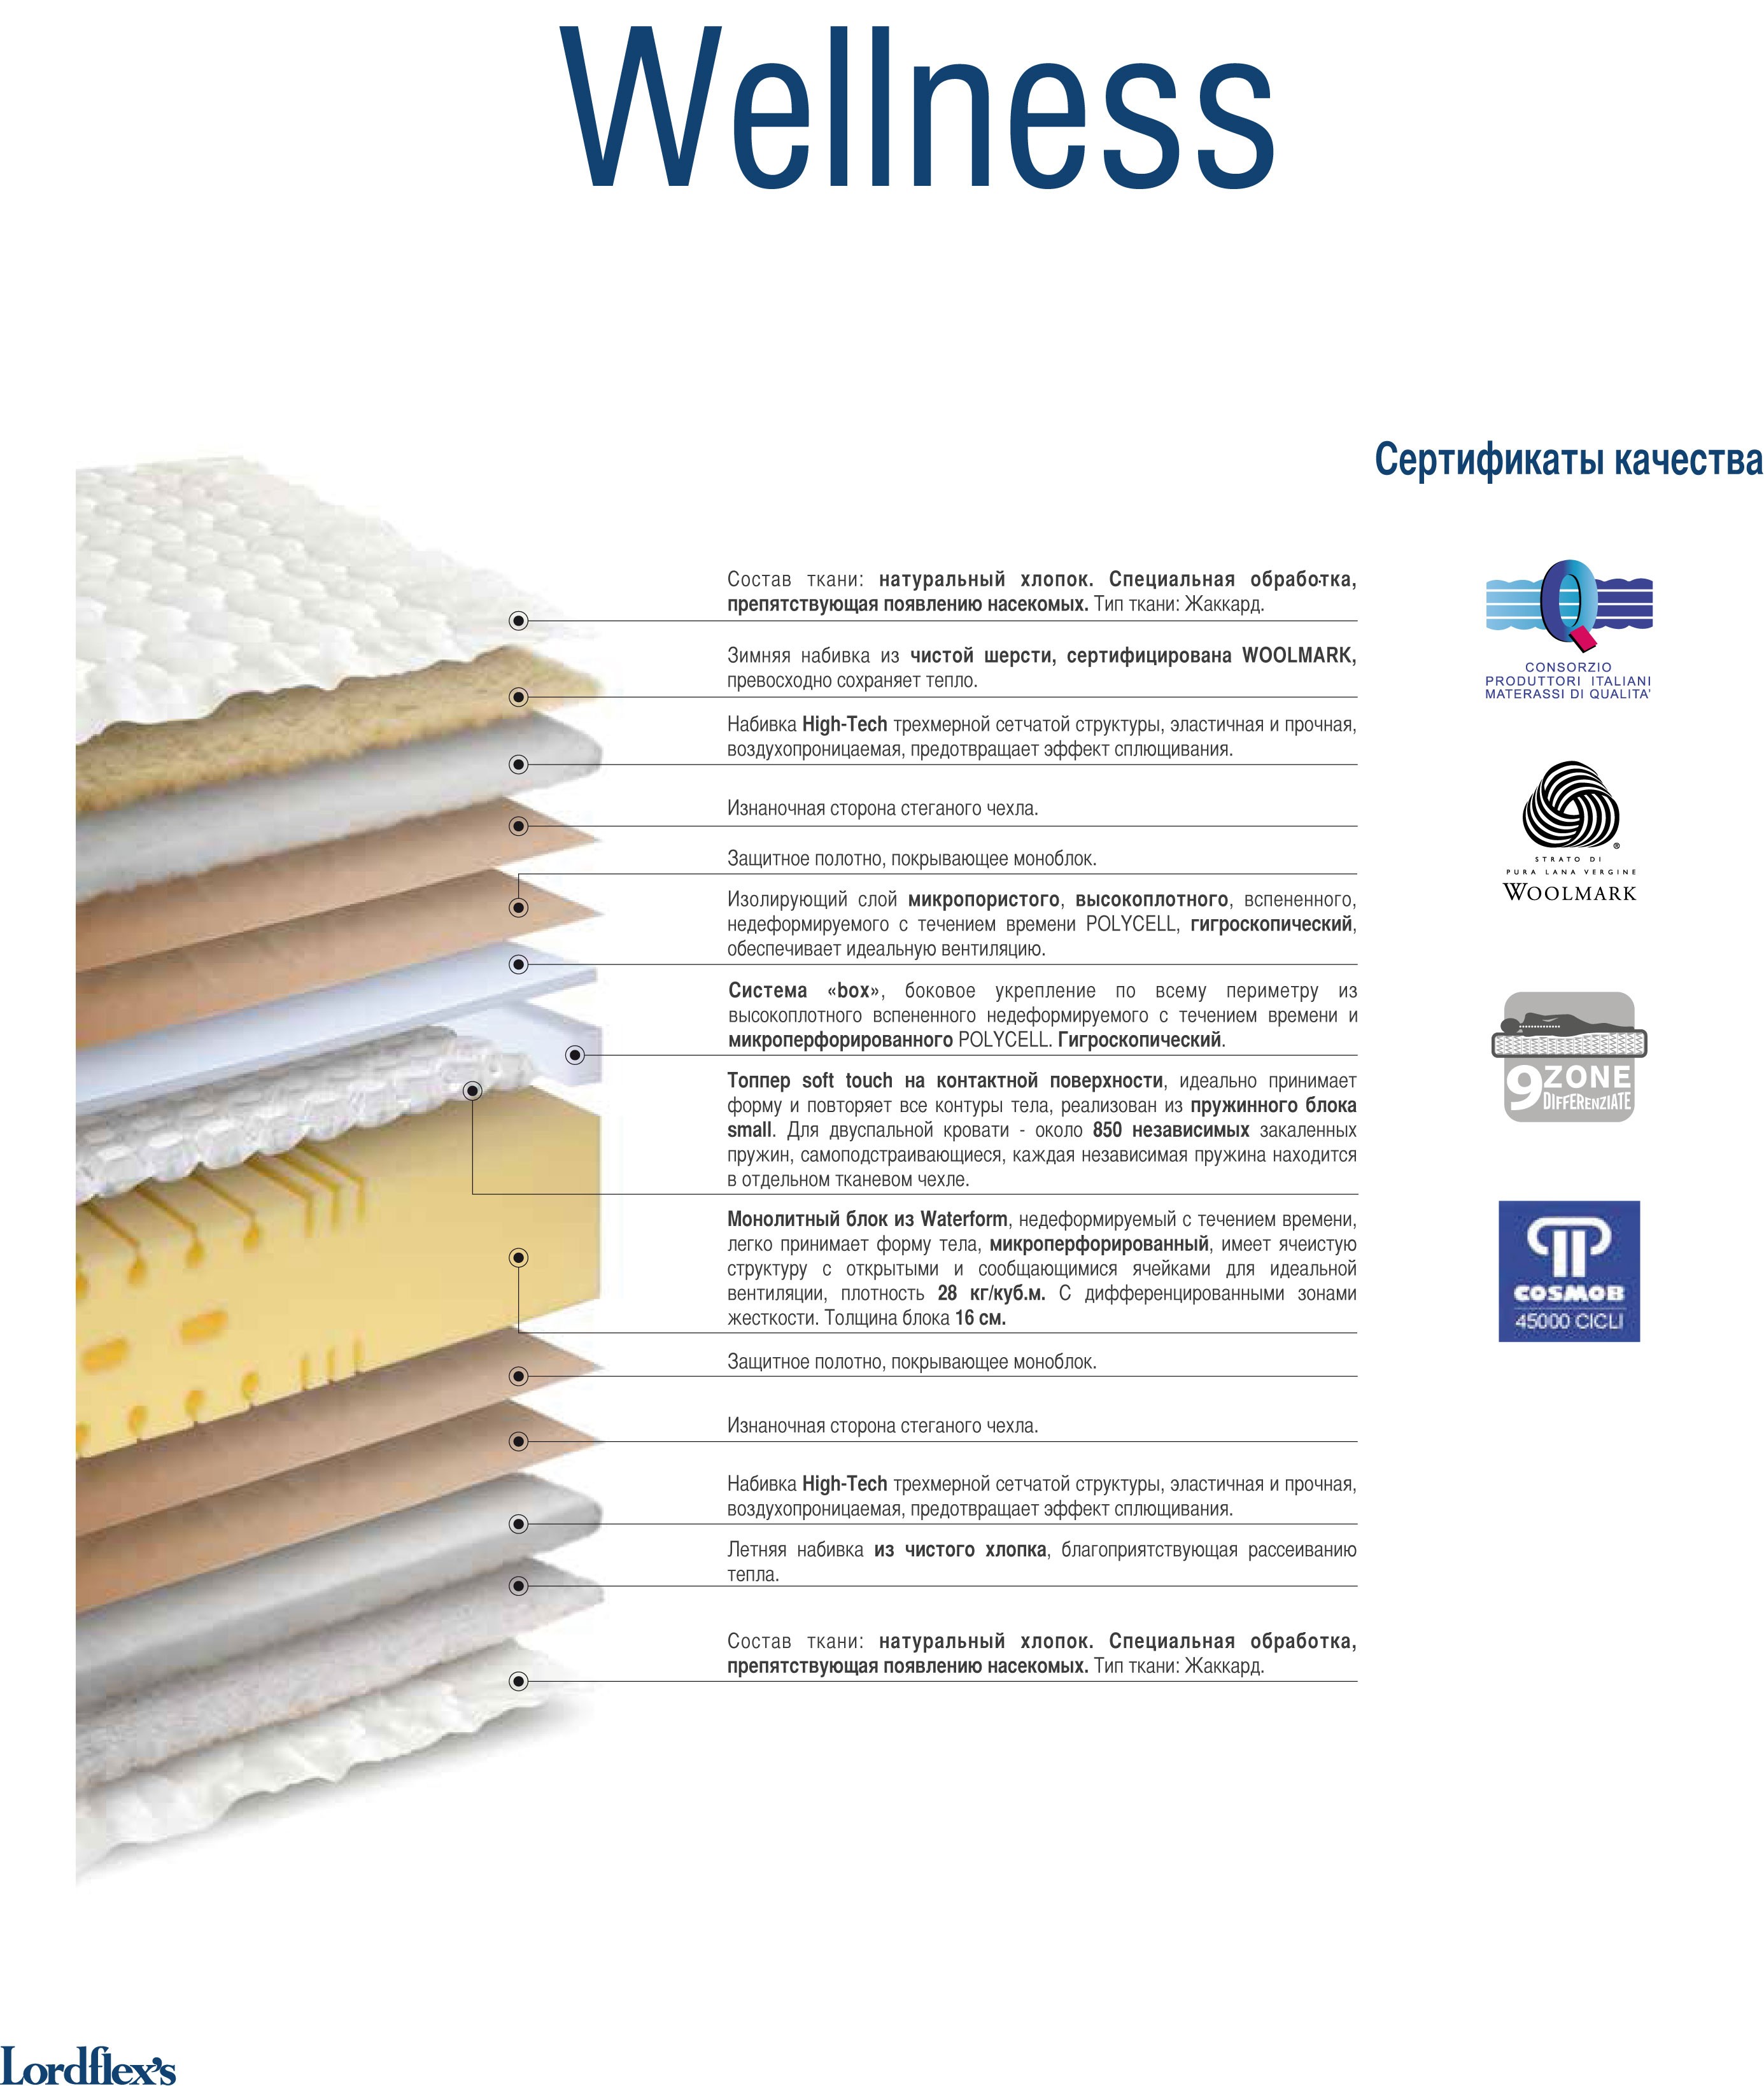 Wellness
Сертификаты качества
Состав ткани: натуральный хлопок. Специальная обработка,
препятствующая появлению насекомых. Тип ткани: Жаккард.
Зимняя набивка из чистой шерсти, сертифицирована WOOLMARK,
превосходно сохраняет тепло.
Набивка High-Tech трехмерной сетчатой структуры, эластичная и прочная,
воздухопроницаемая, предотвращает эффект сплющивания.
Изнаночная сторона стеганого чехла.
Защитное полотно, покрывающее моноблок.
Изолирующий слой микропористого, высокоплотного, вспененного,
недеформируемого с течением времени POLYCELL, гигроскопический,
обеспечивает идеальную вентиляцию.
Система «box», боковое укрепление по всему периметру из
высокоплотного вспененного недеформируемого с течением времени и
микроперфорированного POLYCELL. Гигроскопический.
Топпер soft touch на контактной поверхности, идеально принимает
форму и повторяет все контуры тела, реализован из пружинного блока
small. Для двуспальной кровати - около 850 независимых закаленных
пружин, самоподстраивающиеся, каждая независимая пружина находится
в отдельном тканевом чехле.
Монолитный блок из Waterform, недеформируемый с течением времени,
легко принимает форму тела, микроперфорированный, имеет ячеистую
структуру с открытыми и сообщающимися ячейками для идеальной
вентиляции, плотность 28 кг/куб.м. С дифференцированными зонами
жесткости. Толщина блока 16 см.
Защитное полотно, покрывающее моноблок.
Изнаночная сторона стеганого чехла.
Набивка High-Tech трехмерной сетчатой структуры, эластичная и прочная,
воздухопроницаемая, предотвращает эффект сплющивания.
Летняя набивка из чистого хлопка, благоприятствующая рассеиванию
тепла.
Состав ткани: натуральный хлопок. Специальная обработка,
препятствующая появлению насекомых. Тип ткани: Жаккард.
Q
CONSORZIO
PRODUTTORI ITALIANI
MATERASSI DI QUALITA'
®
STRATO DI
PURA LANA VERGINE
WOOLMARK
9 ZONE
DIFFERENZIATE
COSMOB
45000 CICLI
Lordflex's